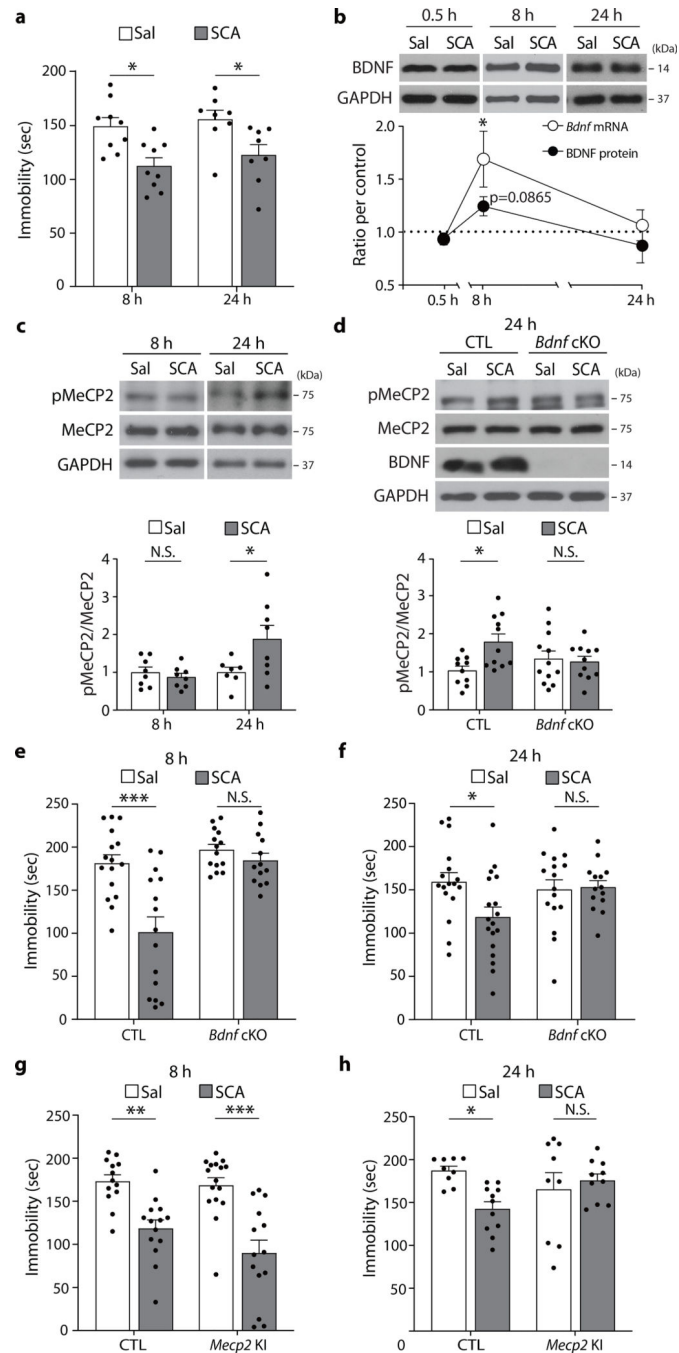 a
Sal SCA
*
*
Immobility (sec)
200
150
100
50
0
8 h 24 h
b
0.5 h 8 h 24 h
Sal SCA Sal SCA Sal SCA (kDa)
BDNF – 14
GAPDH – 37
2.0
1.5
1.0
0.5
Ratio per control
*
Bdnf mRNA
BDNF protein
p=0.0865
0.5 h 8 h 24 h
c
8 h 24 h
Sal SCA Sal SCA (kDa)
pMeCP2 – 75
MeCP2 – 75
GAPDH – 37
Sal SCA
N.S. *
pMeCP2/MeCP2
4
3
2
1
0
8 h 24 h
d
24 h
CTL Bdnf cKO
Sal SCA Sal SCA (kDa)
pMeCP2 – 75
MeCP2 – 75
BDNF – 14
GAPDH – 37
Sal SCA
* N.S.
pMeCP2/MeCP2
4
3
2
1
0
CTL Bdnf cKO
e
8 h
Sal SCA
*** N.S.
Immobility (sec)
250
200
150
100
50
0
CTL Bdnf cKO
f
24 h
Sal SCA
* N.S.
Immobility (sec)
250
200
150
100
50
0
CTL Bdnf cKO
g
8 h
Sal SCA
** ***
Immobility (sec)
250
200
150
100
50
0
CTL Mecp2 KI
h
24 h
Sal SCA
* N.S.
Immobility (sec)
250
200
150
100
50
0
CTL Mecp2 KI